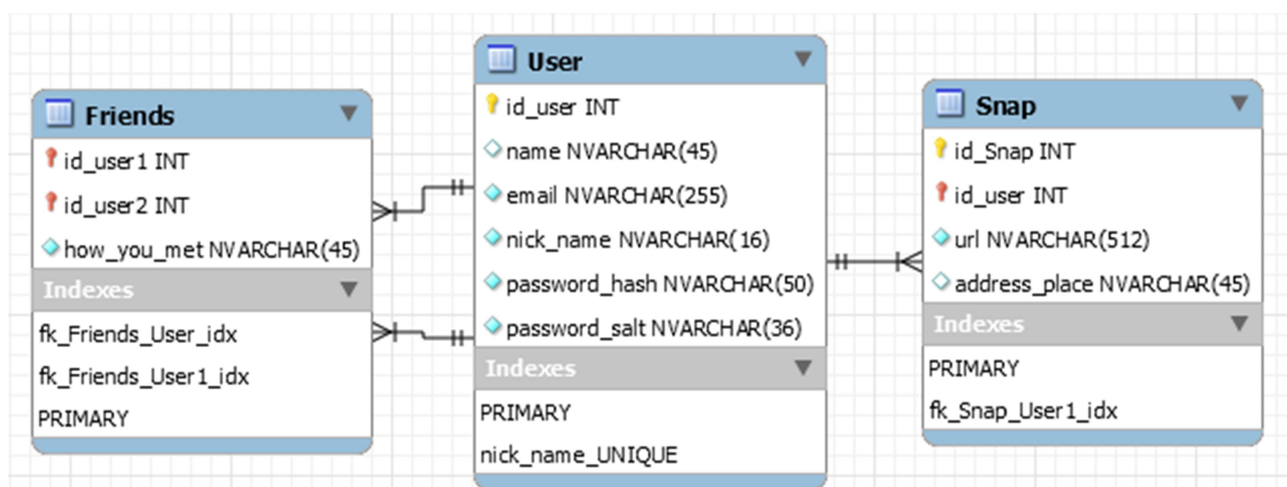 Friends
id_user1 INT
id_user2 INT
how_you_met NVARCHAR(45)
Indexes
fk_Friends_User_idx
fk_Friends_User1_idx
PRIMARY
User
id_user INT
name NVARCHAR(45)
email NVARCHAR(255)
nick_name NVARCHAR(16)
password_hash NVARCHAR(50)
password_salt NVARCHAR(36)
Indexes
PRIMARY
nick_name_UNIQUE
Snap
id_Snap INT
id_user INT
url NVARCHAR(512)
address_place NVARCHAR(45)
Indexes
PRIMARY
fk_Snap_User1_idx